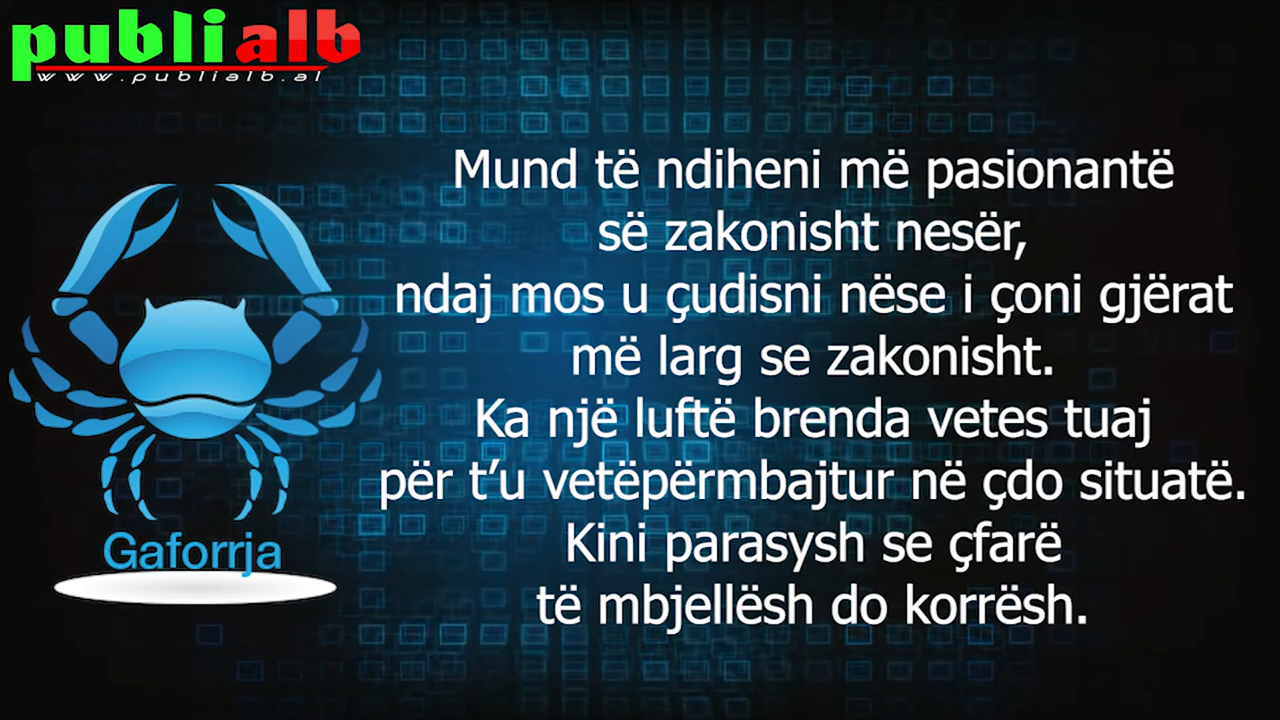 publialb
www.publialb.al
Mund të ndiheni më pasionantë
së zakonisht nesër,
ndaj mos u çudisni nëse i çoni gjërat
më larg se zakonisht.
Ka një luftë brenda vetes tuaj
për t’u vetëpërmbajtur në çdo situatë.
Kini parasysh se çfarë
të mbjellësh do korrësh.
Gaforrja